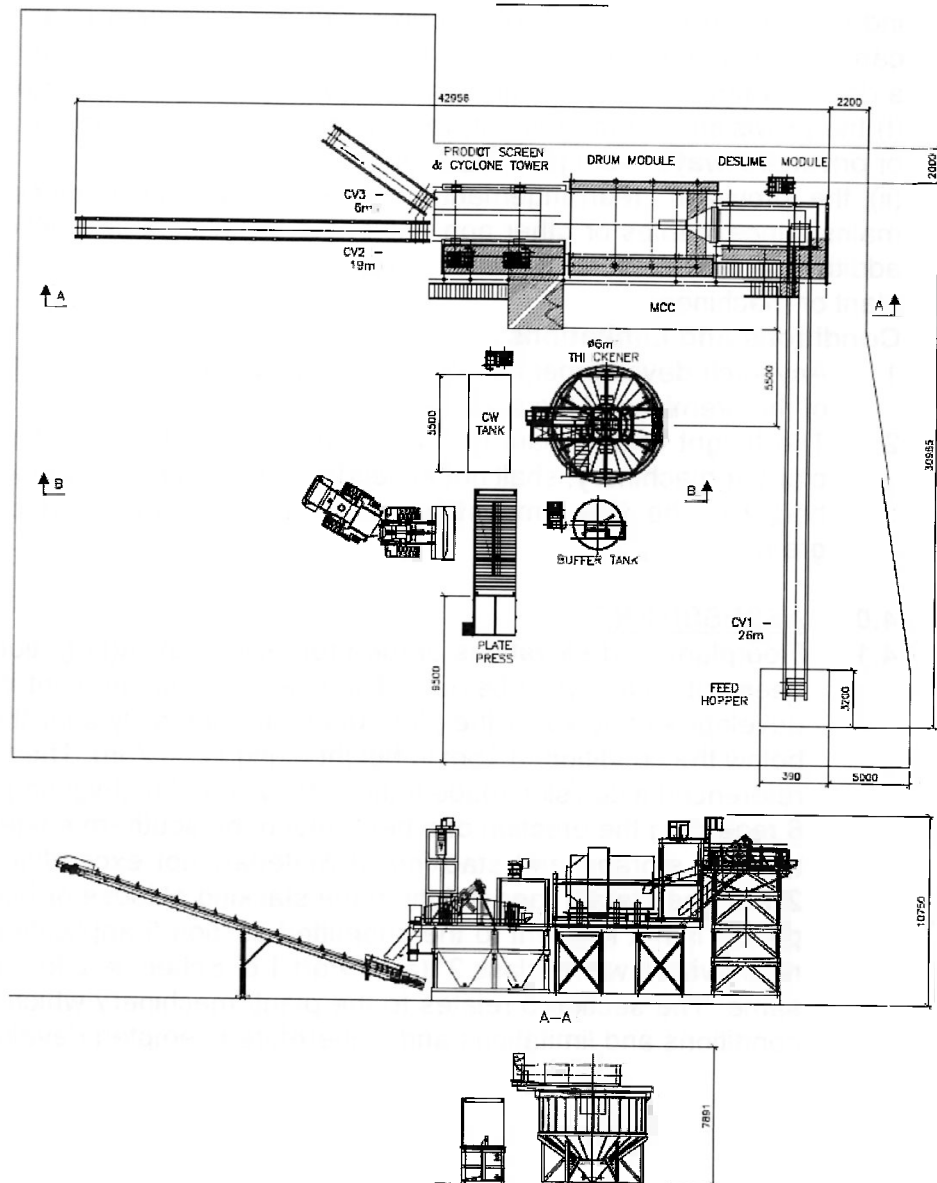 42956
2200
2000
PRODUCT SCREEN
& CYCLONE TOWER
DRUM MODULE
DESLIME MODULE
CV3 –
6m
CV2 –
19m
A
A
MCC
ø6m
THICKENER
5500
5500
CW
TANK
30985
B
B
BUFFER TANK
PLATE
PRESS
9500
CV1 –
26m
FEED
HOPPER
3200
390
5000
10750
A–A
7891